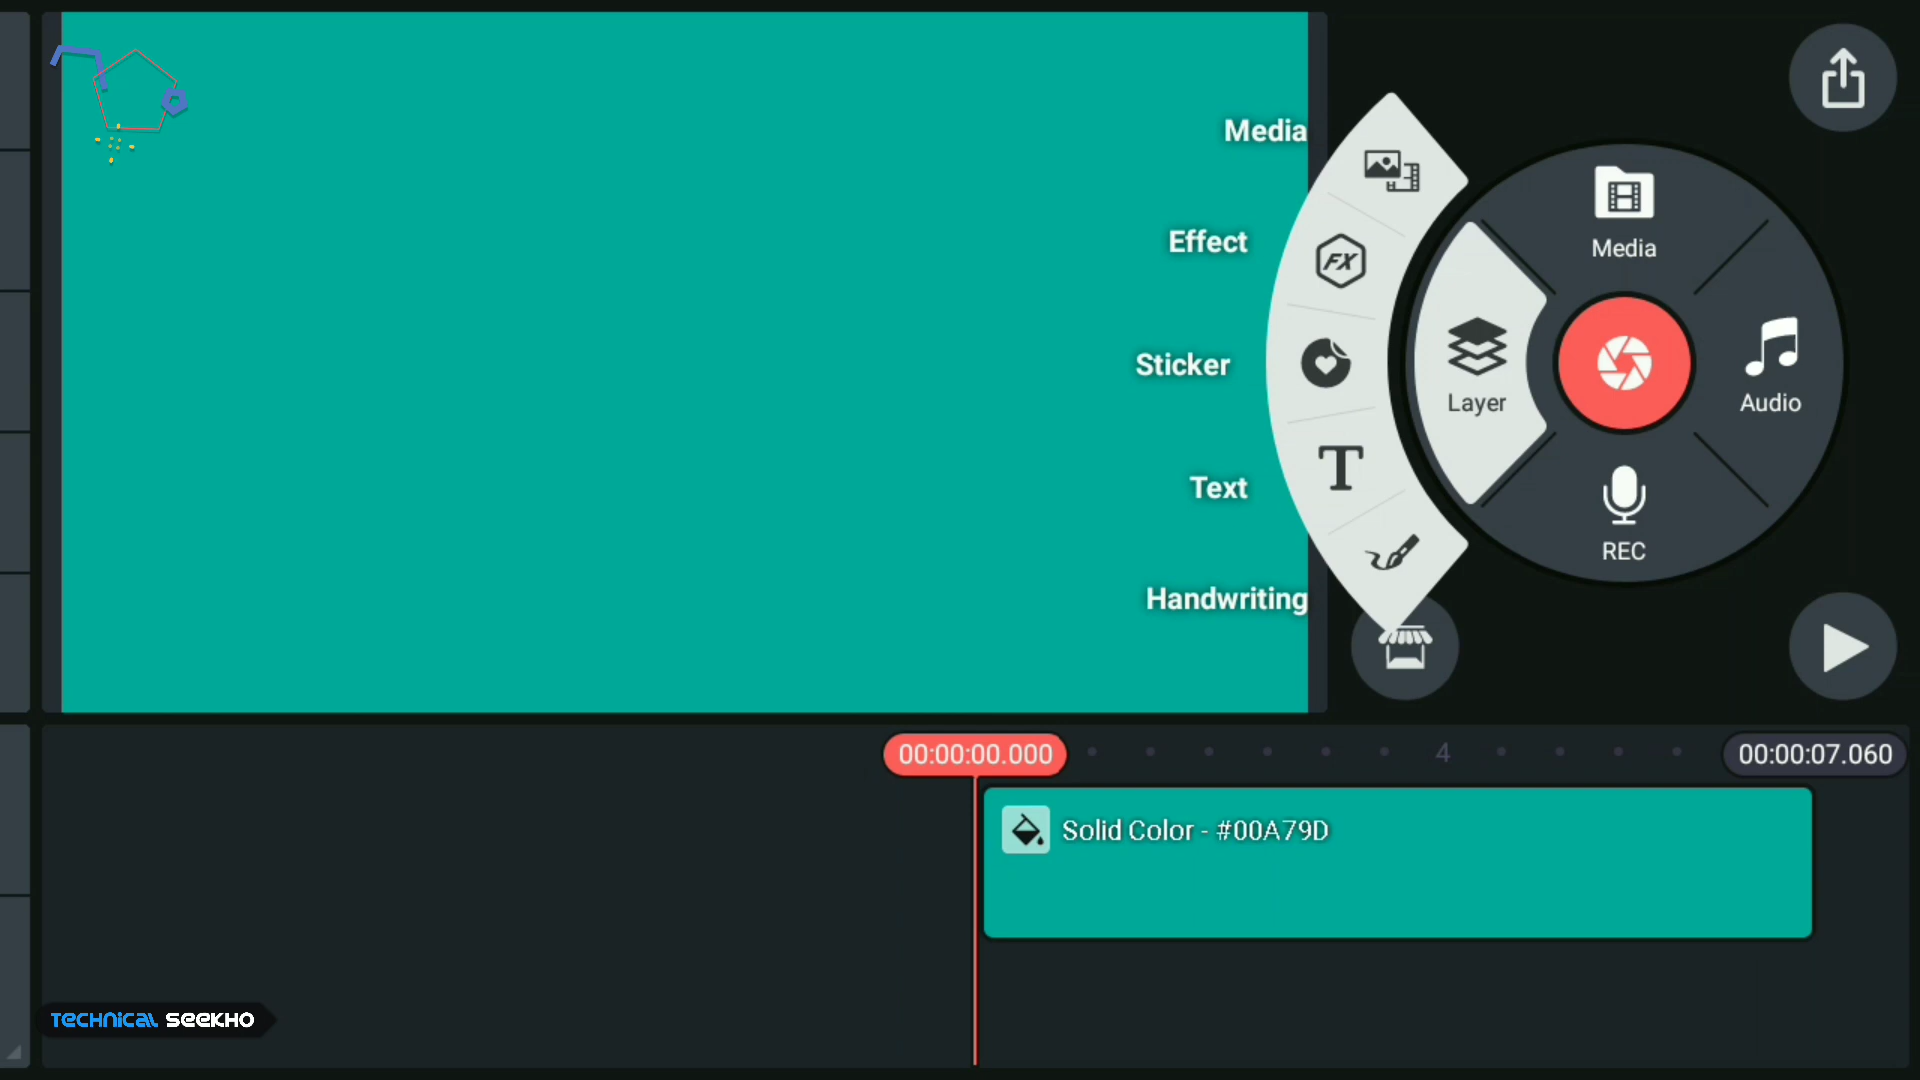 Media
Effect
Sticker
Text
Handwriting
FX
T
Media
Layer
Audio
REC
00:00:00.000
4
00:00:07.060
Solid Color - #00A79D
TECHNICAL SEEKHO